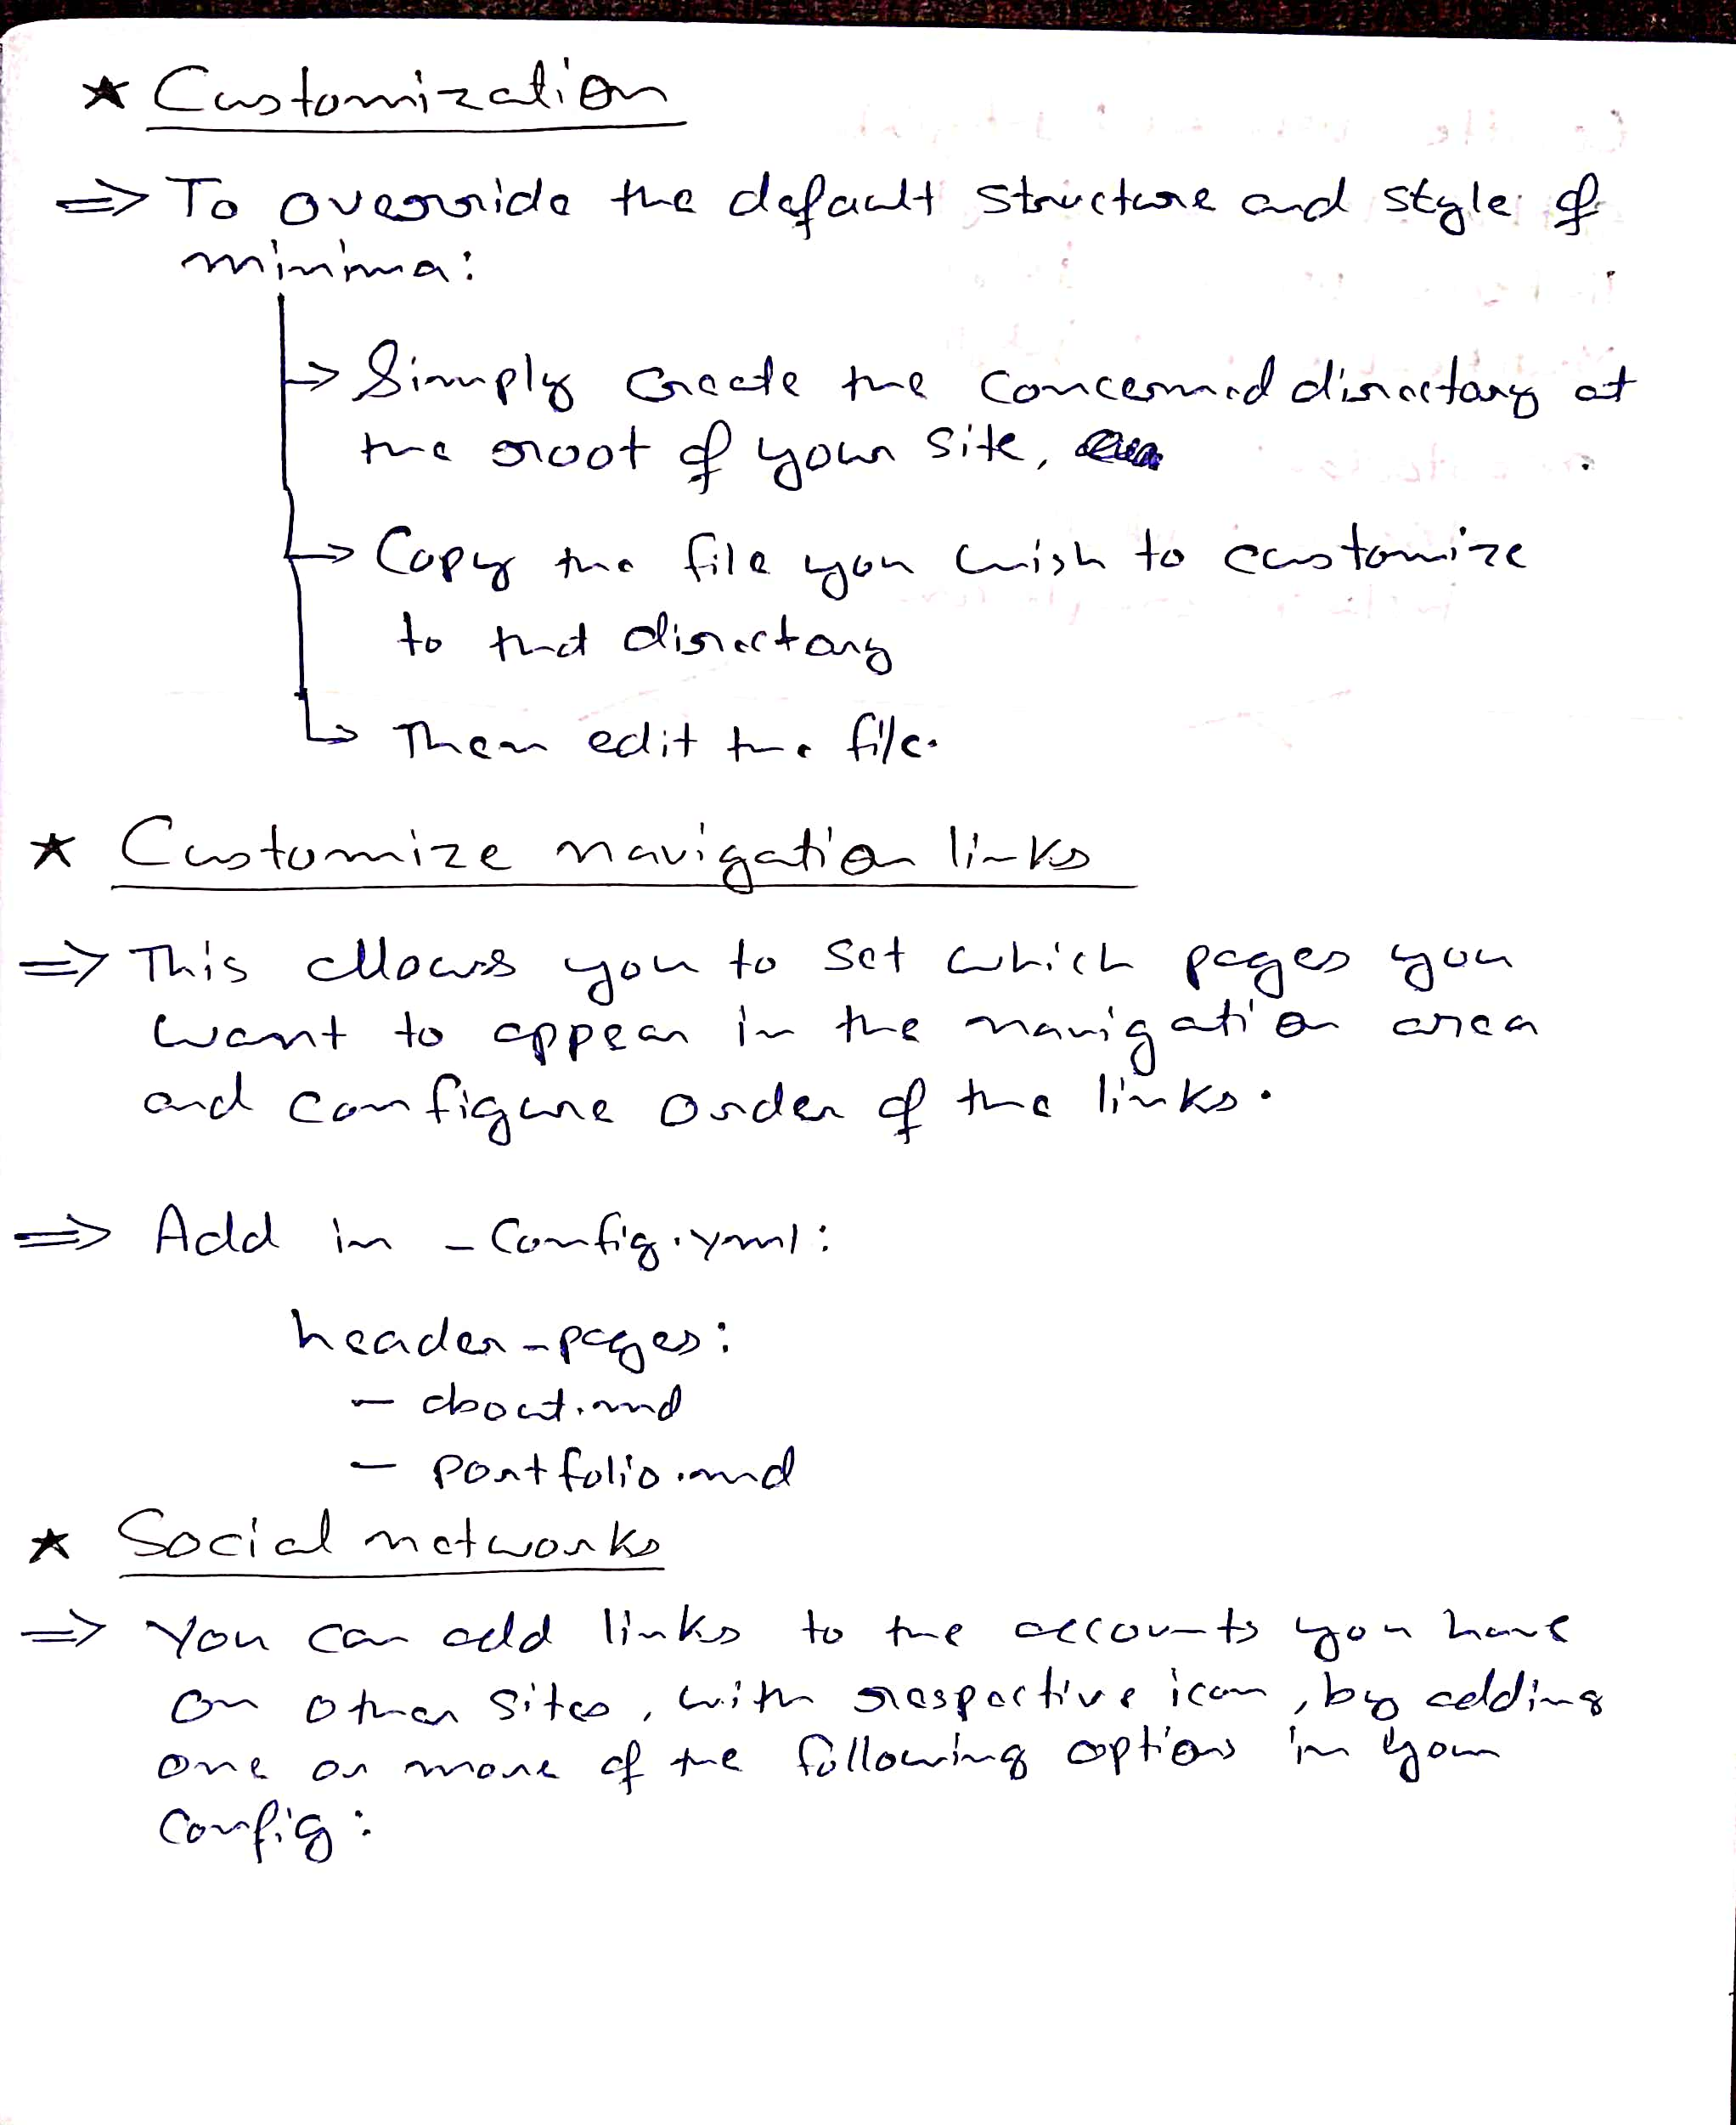 ★ Customization
⇒ To override the default structure and style of
minima:
→ Simply create the concerned directory at
the root of your site,
→ Copy the file you wish to customize
to that directory
↳ Then edit the file.
★ Customize navigation links
⇒ This allows you to set which pages you
want to appear in the navigation area
and configure order of the links.
⇒ Add in _config.yml:
header_pages:
- about.md
- portfolio.md
★ Social networks
⇒ You can add links to the accounts you have
on other sites, with respective icon, by adding
one or more of the following options in your
config: